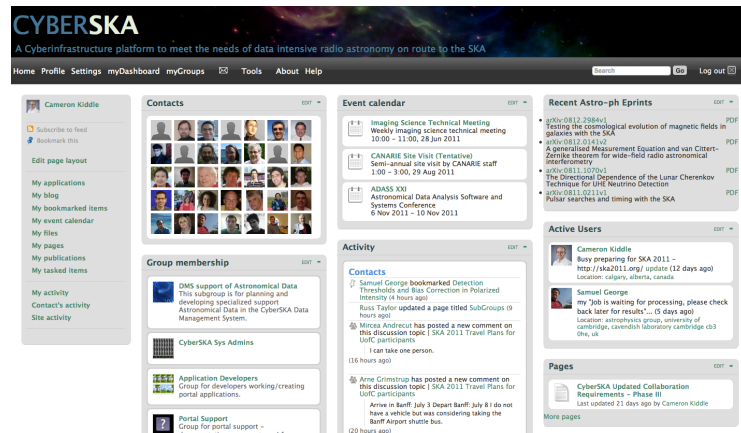 CYBERSKA
A Cyberinfrastructure platform to meet the needs of data intensive radio astronomy on route to the SKA
Home Profile Settings myDashboard myGroups Tools About Help
Search Go Log out
Cameron Kiddle
Subscribe to feed
Bookmark this
Edit page layout
My applications
My blog
My bookmarked items
My event calendar
My files
My pages
My publications
My tasked items
My activity
Contact's activity
Site activity
Contacts EDIT
Group membership EDIT
DMS support of Astronomical Data
This subgroup is for planning and
developing specialized support
Astronomical Data in the CyberSKA Data
Management System.
CyberSKA Sys Admins
Application Developers
Group for developers working/creating
portal applications.
Portal Support
Group for portal support -
Event calendar EDIT
Imaging Science Technical Meeting
Weekly imaging science technical meeting
10:00 - 11:00, 28 Jun 2011
CANARIE Site Visit (Tentative)
Semi-annual site visit by CANARIE staff
1:00 - 3:00, 29 Aug 2011
ADASS XXI
Astronomical Data Analysis Software and
Systems Conference
6 Nov 2011 - 10 Nov 2011
Activity EDIT
Contacts
Samuel George bookmarked Detection
Thresholds and Bias Correction in Polarized
Intensity (4 hours ago)
Russ Taylor updated a page titled SubGroups (9
hours ago)
Mircea Andrecut has posted a new comment on
this discussion topic | SKA 2011 Travel Plans for
UofC participants
I can take one person.
(16 hours ago)
Arne Grimstrup has posted a new comment on
this discussion topic | SKA 2011 Travel Plans for
UofC participants
Arrive in Banff: July 3 Depart Banff: July 8 I do not
have a vehicle but was considering taking the
Banff Airport shuttle bus.
(20 hours ago)
Recent Astro-ph Eprints EDIT
arXiv:0812.2984v1 PDF
Testing the cosmological evolution of magnetic fields in
galaxies with the SKA
arXiv:0812.0141v2 PDF
A generalised Measurement Equation and van Cittert-
Zernike theorem for wide-field radio astronomical
interferometry
arXiv:0811.1070v1 PDF
The Directional Dependence of the Lunar Cherenkov
Technique for UHE Neutrino Detection
arXiv:0811.0211v1 PDF
Pulsar searches and timing with the SKA
Active Users EDIT
Cameron Kiddle
Busy preparing for SKA 2011 -
http://ska2011.org/ update (12 days ago)
Location: calgary, alberta, canada
Samuel George
my "Job is waiting for processing, please check
back later for results"... (5 days ago)
Location: astrophysics group, university of
cambridge, cavendish laboratory cambridge cb3
0he, uk
Pages EDIT
CyberSKA Updated Collaboration
Requirements - Phase III
Last updated 21 days ago by Cameron Kiddle
More pages